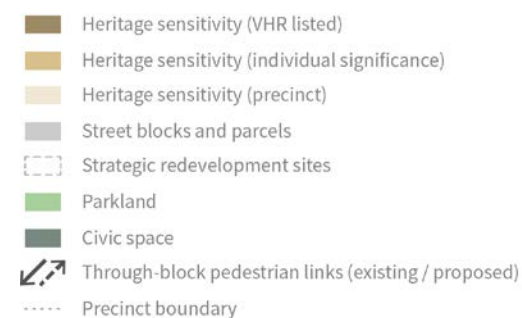 Heritage sensitivity (VHR listed)
Heritage sensitivity (individual significance)
Heritage sensitivity (precinct)
Street blocks and parcels
Strategic redevelopment sites
Parkland
Civic space
Through-block pedestrian links (existing / proposed)
Precinct boundary